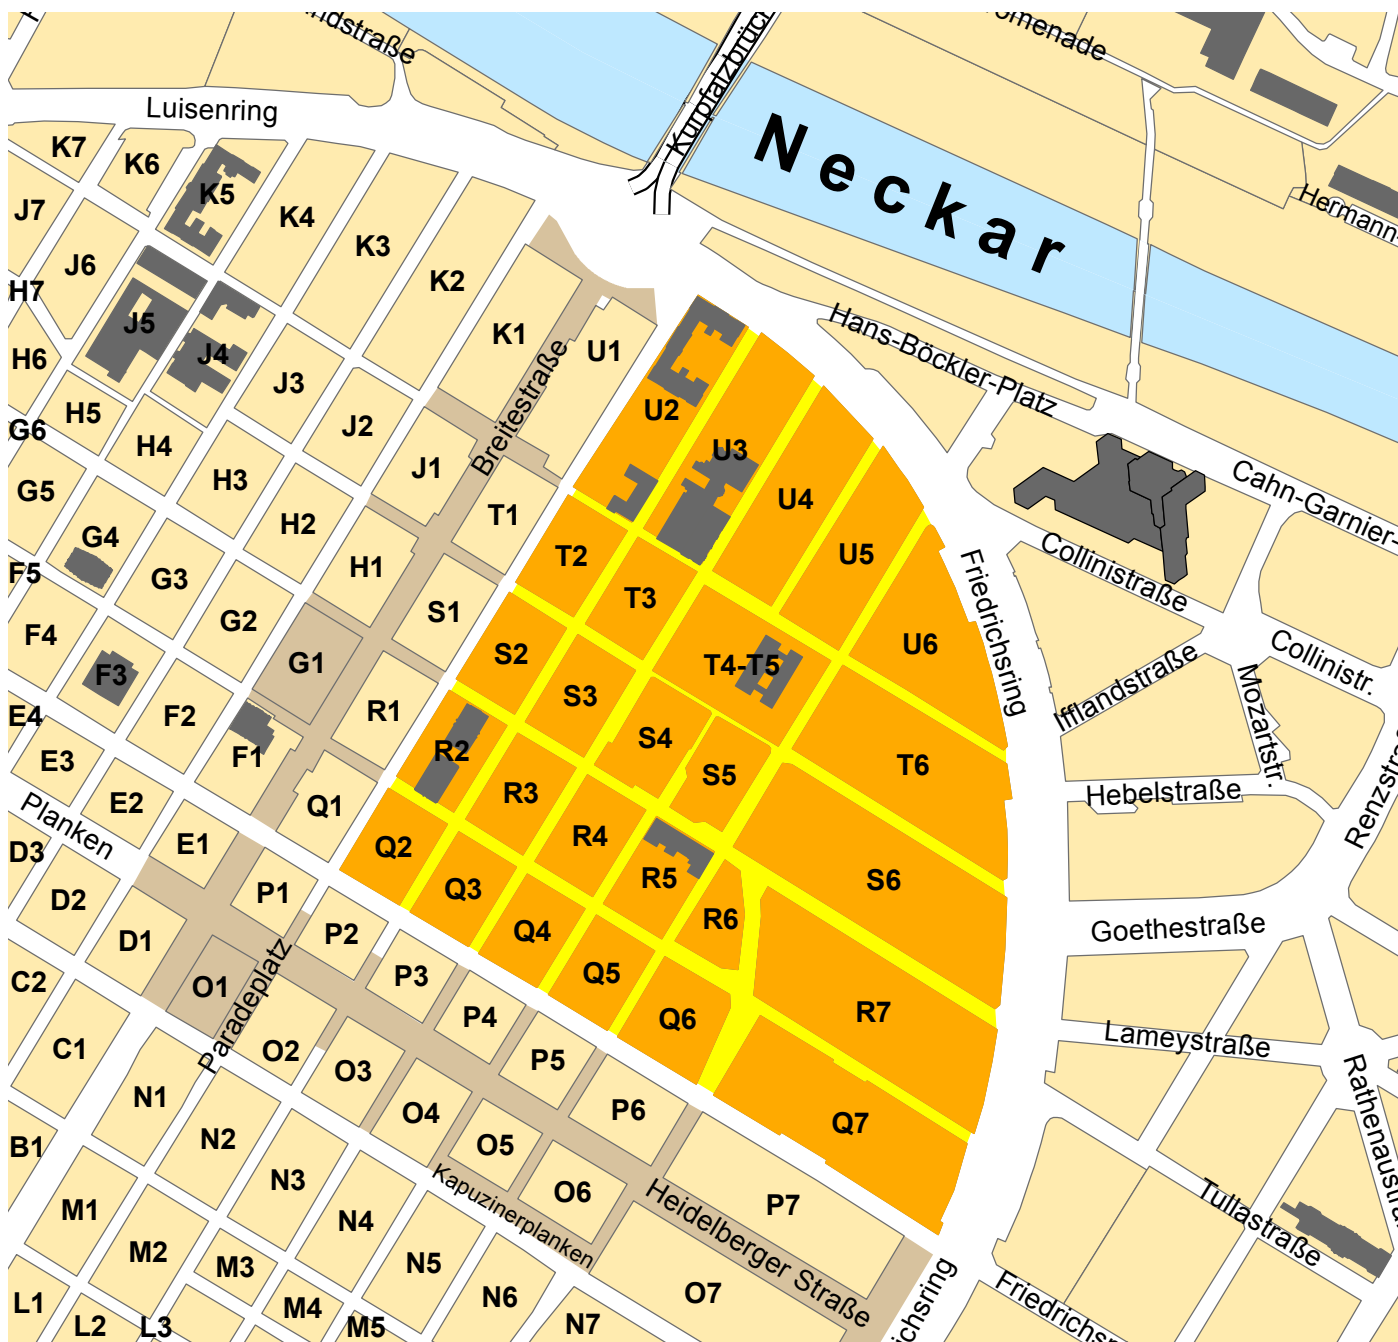 Luisenring
Kurpfalzbrück
Neckar
Hermann-
K7
K6
K5
K4
K3
K2
K1
U1
J7
J6
J5
J4
J3
J2
J1
T1
H7
H6
H5
H4
H3
H2
H1
S1
G6
G5
G4
G3
G2
G1
R1
F5
F4
F3
F2
F1
Q1
E4
E3
E2
E1
P1
D3
D2
D1
O1
C2
C1
B1
Breitestraße
Planken
Paradeplatz
U2
U3
U4
U5
U6
T2
T3
T4-T5
T6
S2
S3
S4
S5
S6
R2
R3
R4
R5
R6
R7
Q2
Q3
Q4
Q5
Q6
Q7
P2
P3
P4
P5
P6
P7
O2
O3
O4
O5
O6
O7
N1
N2
N3
N4
N5
N6
N7
M1
M2
M3
M4
M5
L1
L2
L3
Kapuzinerplanken
Heidelberger Straße
Hans-Böckler-Platz
Cahn-Garnier-
Collinistraße
Collinistr.
Friedrichsring
Ifflandstraße
Mozartstr.
Hebelstraße
Goethestraße
Lameystraße
Tullastraße